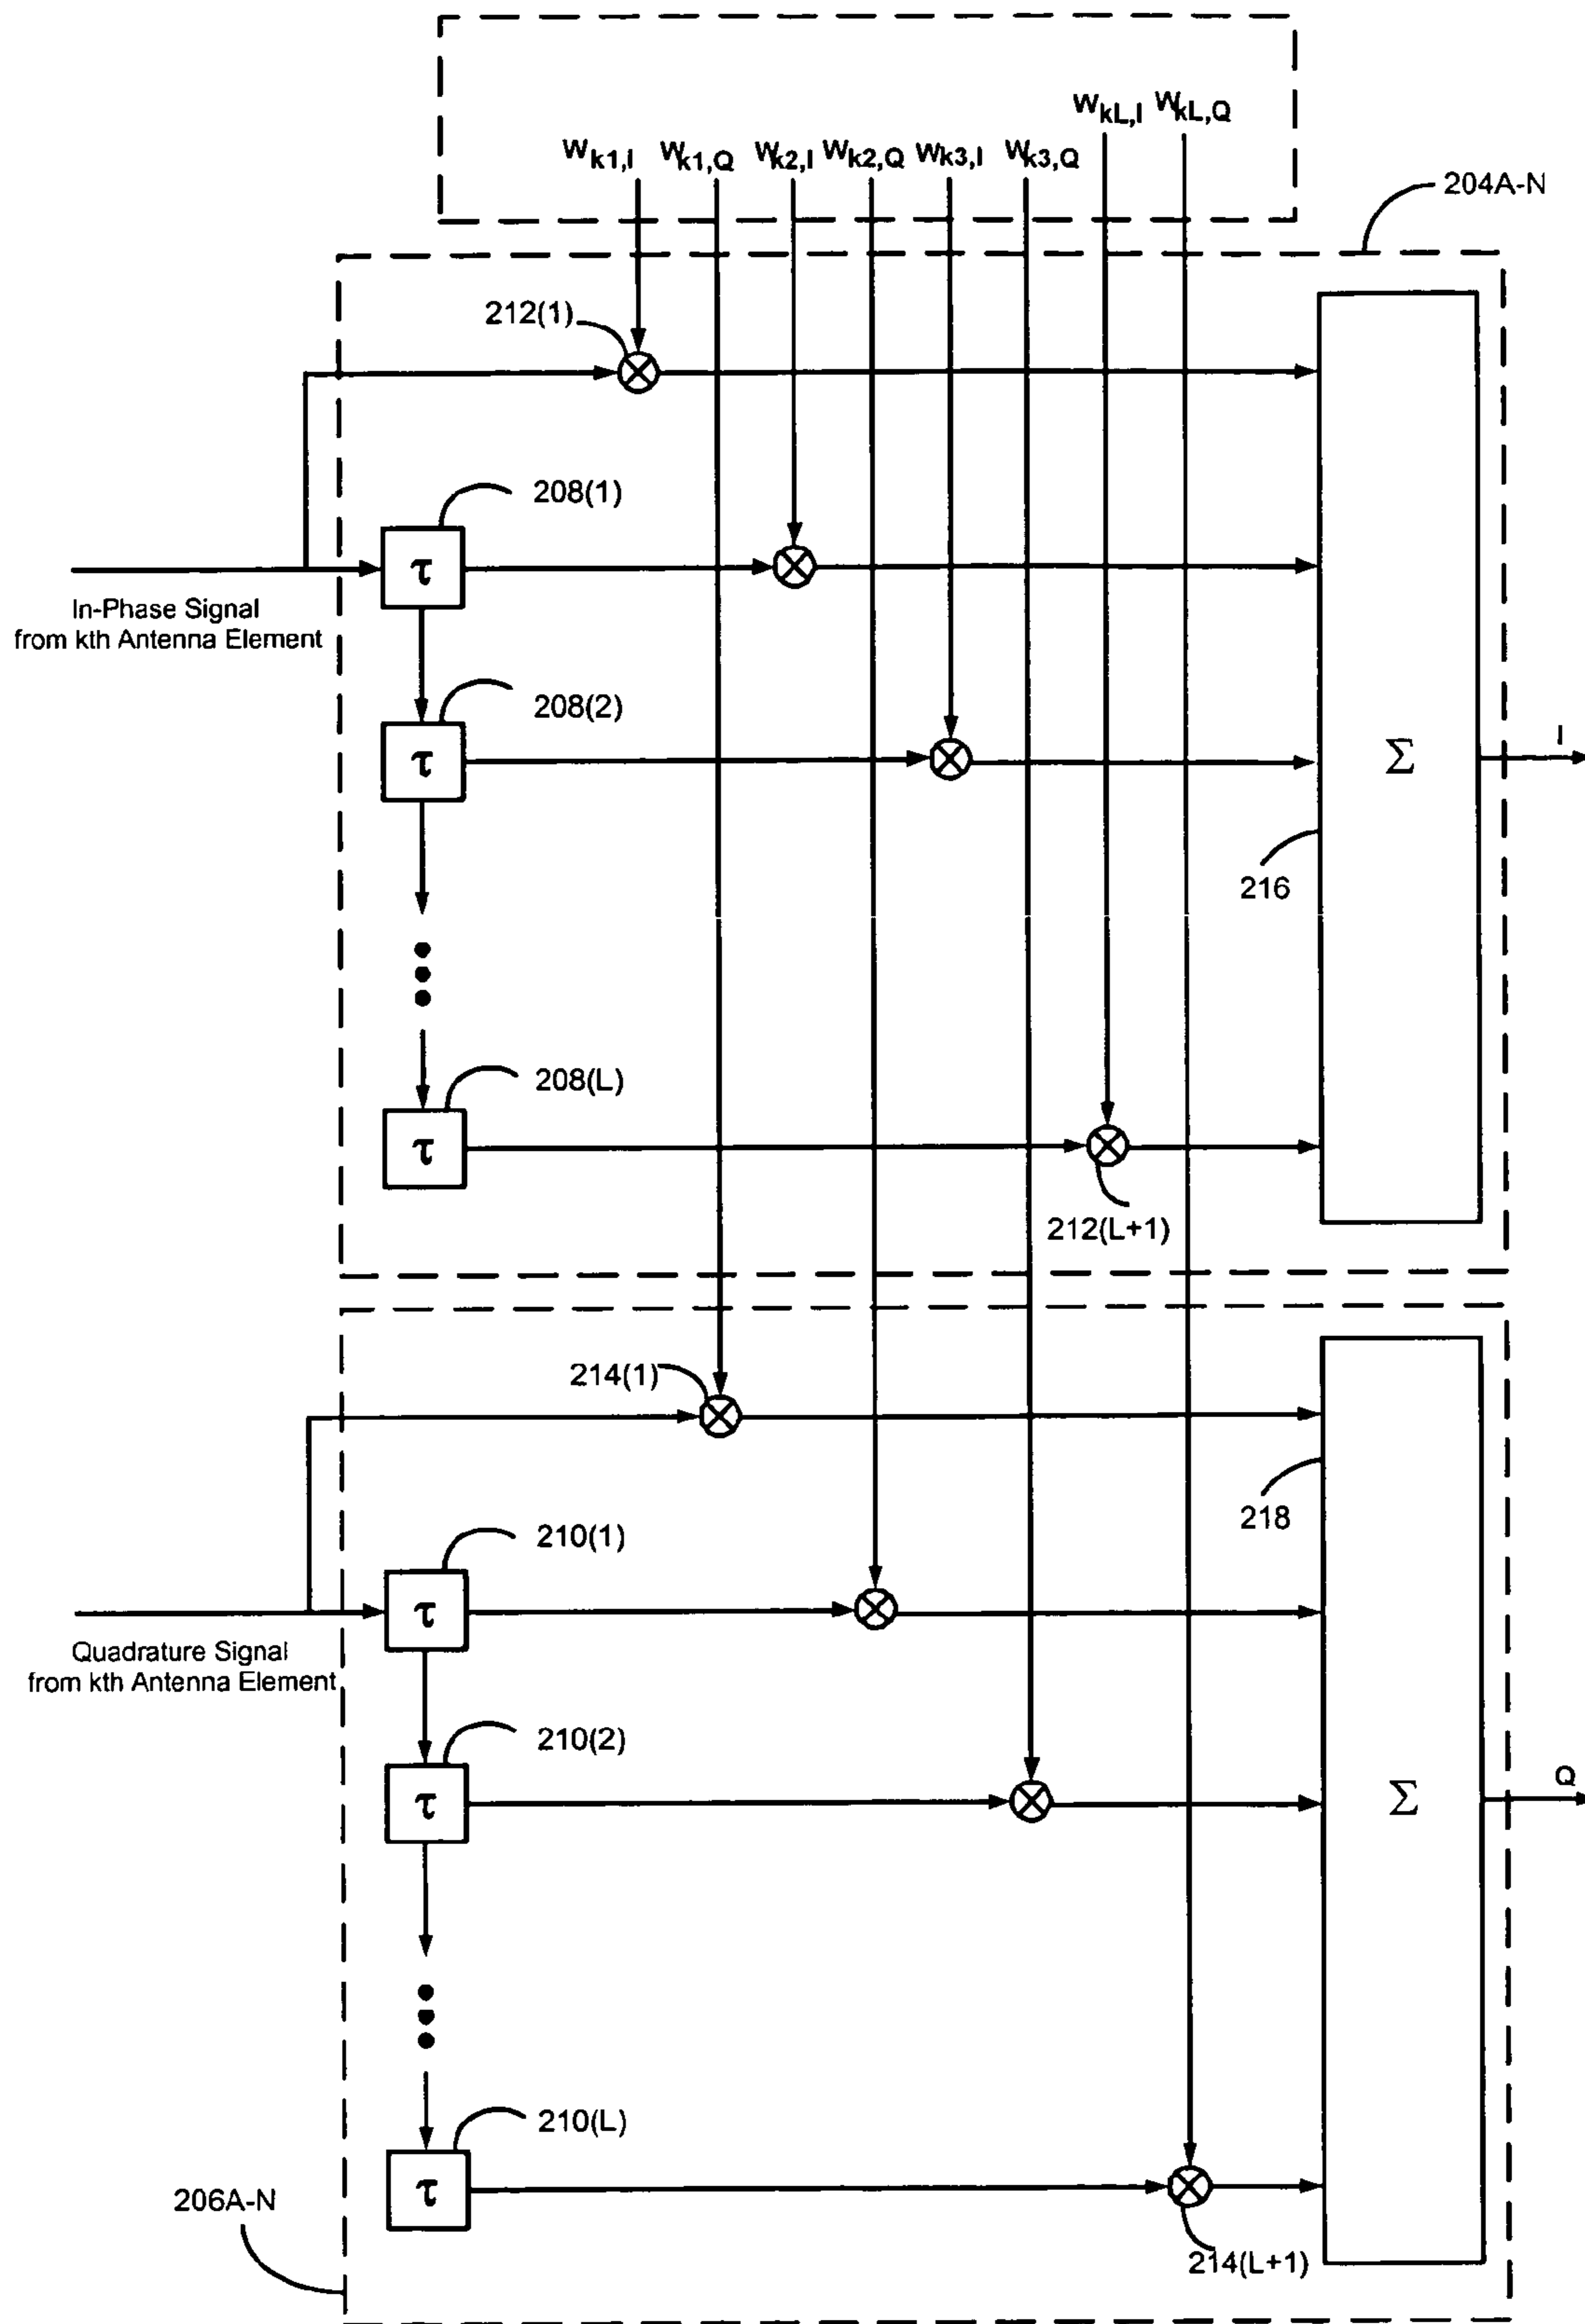 W_kL,I W_kL,Q
W_k1,I W_k1,Q W_k2,I W_k2,Q W_k3,I W_k3,Q
204A-N
212(1)
208(1)
τ
In-Phase Signal
from kth Antenna Element
208(2)
τ
Σ
I
216
208(L)
τ
212(L+1)
214(1)
218
210(1)
τ
Quadrature Signal
from kth Antenna Element
210(2)
τ
Σ
Q
210(L)
τ
206A-N
214(L+1)